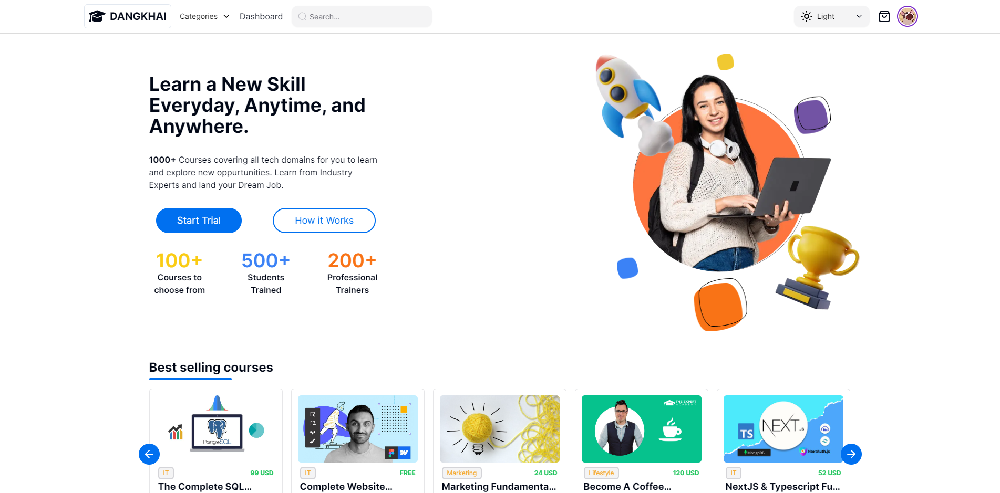 DANGKHAI
Categories
Dashboard
Search...
Light
Learn a New Skill
Everyday, Anytime, and
Anywhere.
1000+ Courses covering all tech domains for you to learn
and explore new oppurtunities. Learn from Industry
Experts and land your Dream Job.
Start Trial
How it Works
100+
Courses to
choose from
500+
Students
Trained
200+
Professional
Trainers
Best selling courses
PostgreSQL
IT
99 USD
The Complete SQL...
IT
FREE
Complete Website...
Marketing
24 USD
Marketing Fundamenta...
THE EXPERT
ACADEMY
Lifestyle
120 USD
Become A Coffee...
TS
NEXT.JS
MongoDB
NextAuth.js
IT
52 USD
NextJS & Typescript Fu...